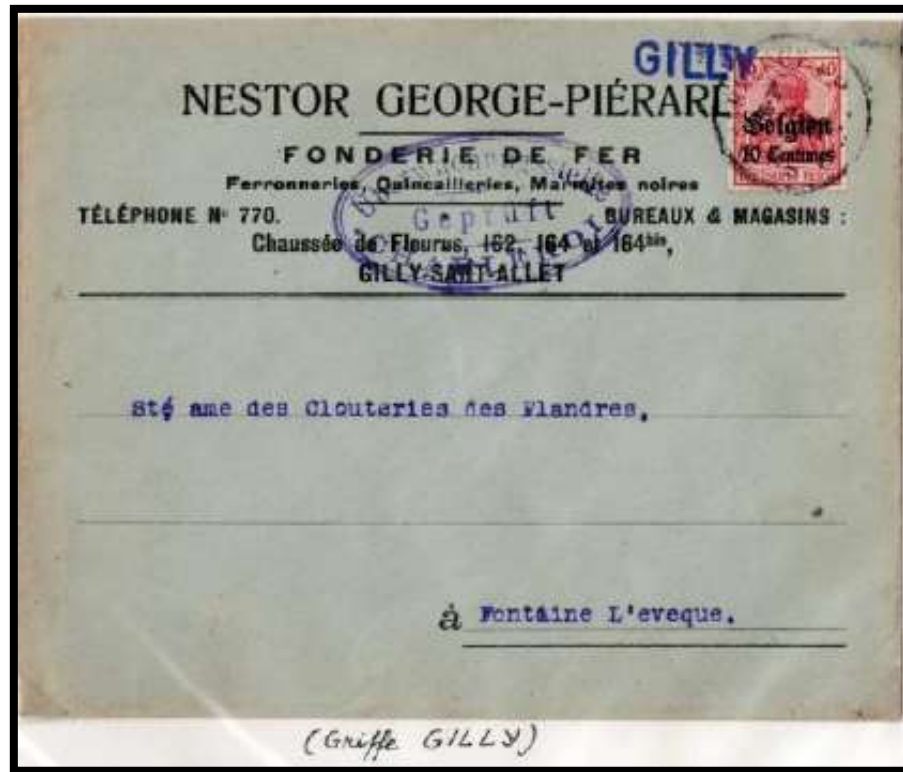 GILLY
NESTOR GEORGE-PIÉRARD
Belgien
10 Centimes
FONDERIE DE FER
Ferronneries, Quincailleries, Marmites noires
Geprüft
TÉLÉPHONE No 770. BUREAUX & MAGASINS :
Chaussée de Fleurus, 162, 164 et 164bis,
GILLY-SART-ALLET
CHARLEROI
Sté ame des Clouteries des Flandres.
à Fontaine L'eveque.
(Griffe GILLY)